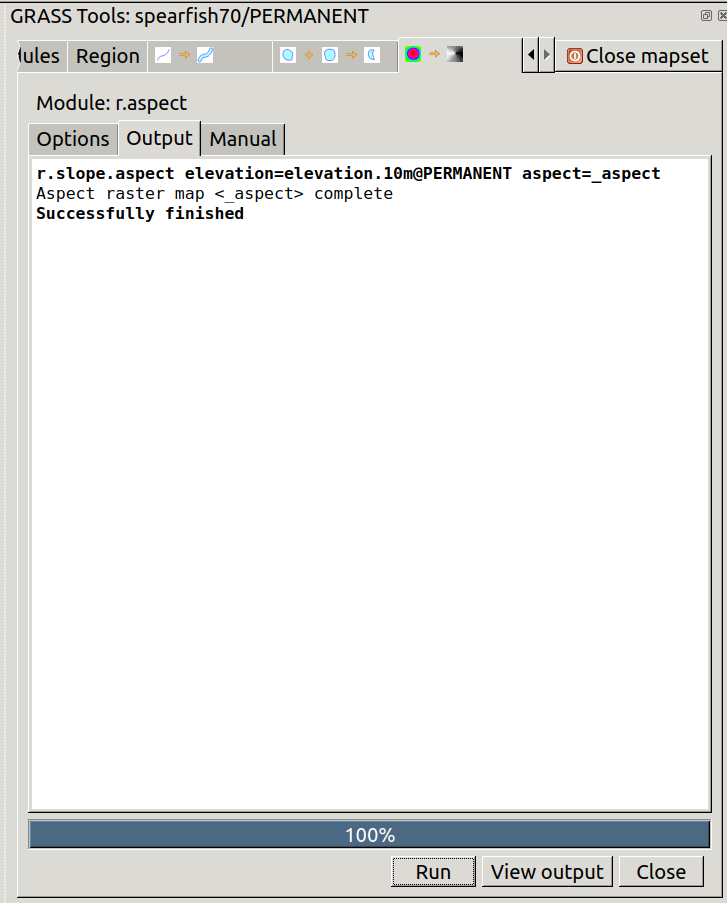 GRASS Tools: spearfish70/PERMANENT
Region
Close mapset
Module: r.aspect
Options Output Manual
r.slope.aspect elevation=elevation.10m@PERMANENT aspect=_aspect
Aspect raster map <_aspect> complete
Successfully finished
100%
Run View output Close